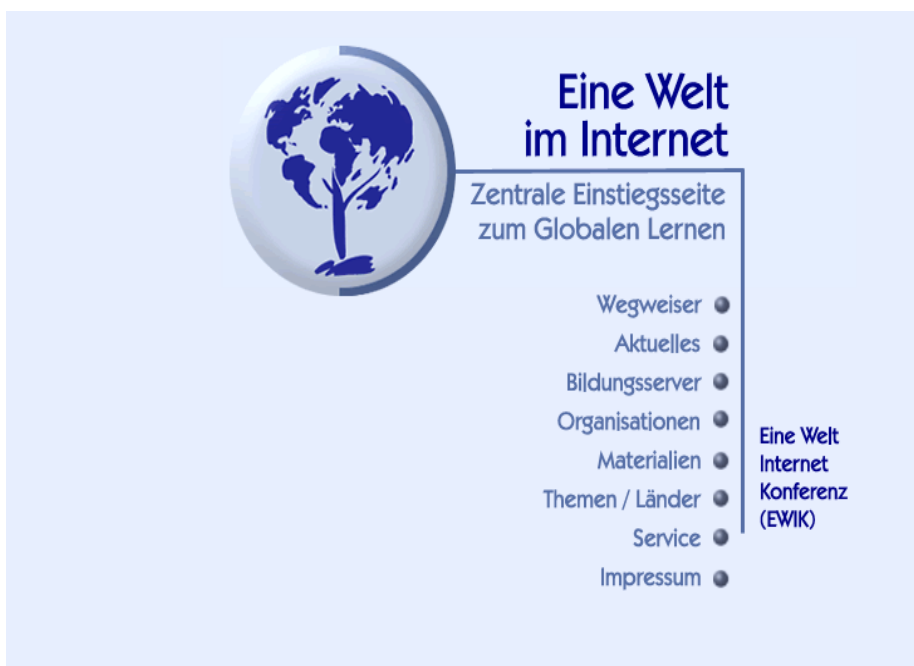 Eine Welt
im Internet
Zentrale Einstiegsseite
zum Globalen Lernen
Wegweiser
Aktuelles
Bildungsserver
Organisationen
Materialien
Themen / Länder
Service
Impressum
Eine Welt
Internet
Konferenz
(EWIK)